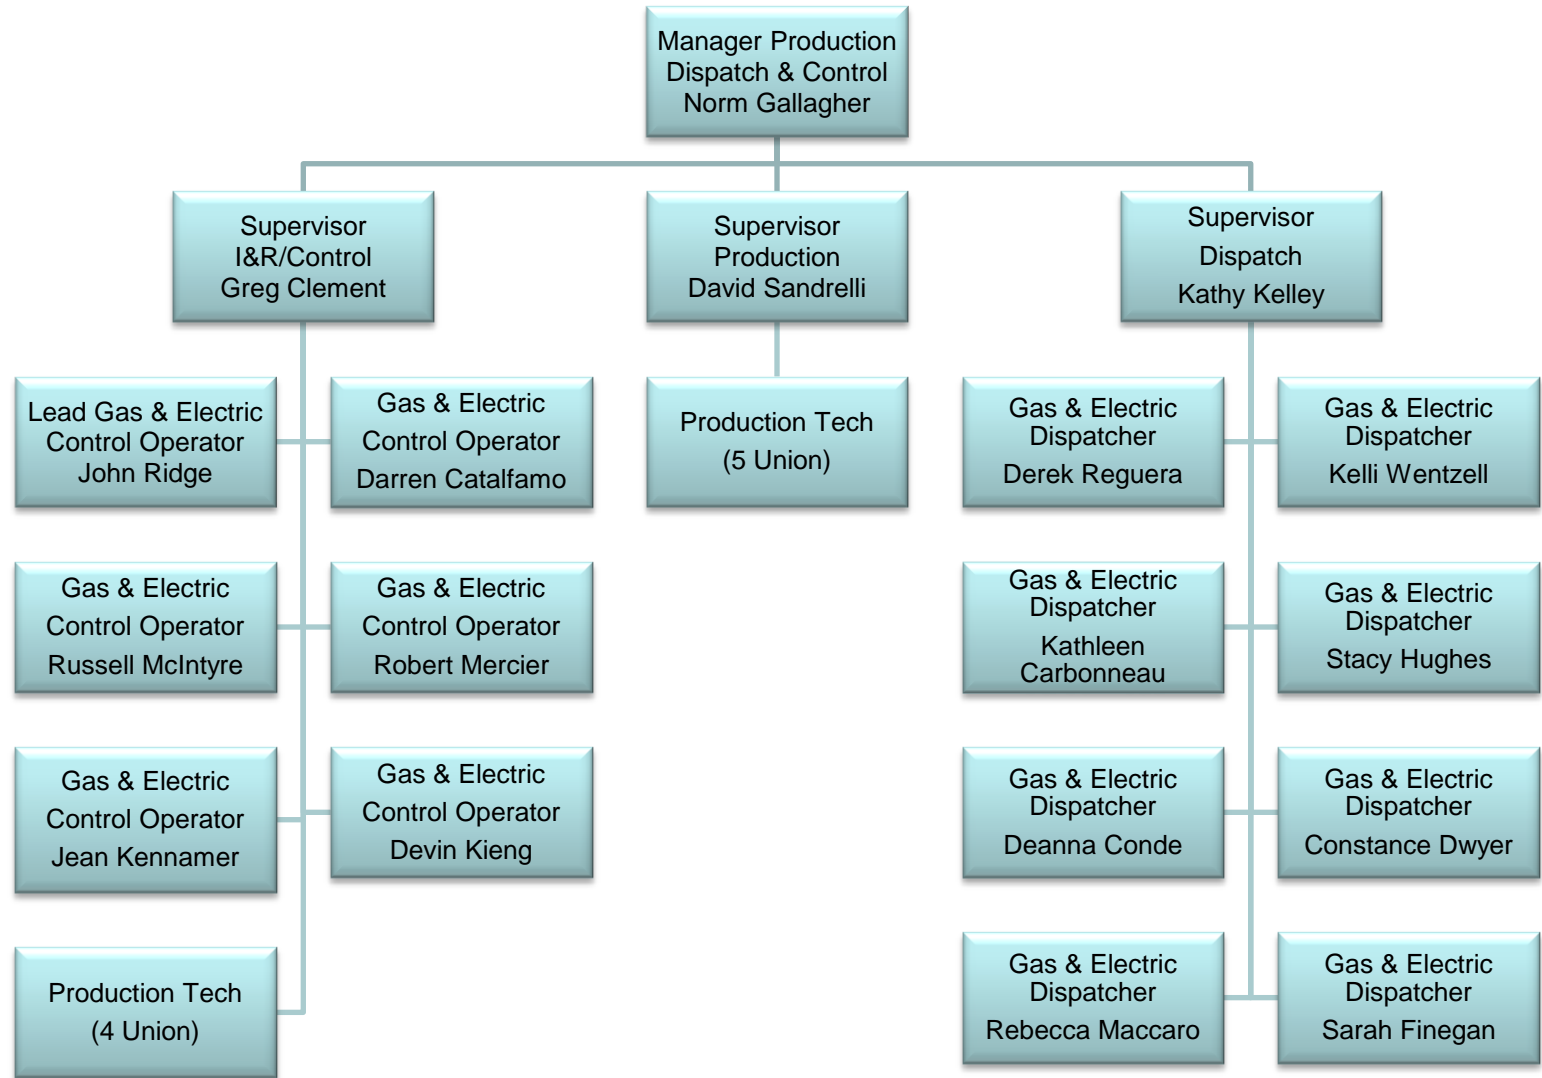 Manager Production
Dispatch & Control
Norm Gallagher
Supervisor
I&R/Control
Greg Clement
Supervisor
Production
David Sandrelli
Supervisor
Dispatch
Kathy Kelley
Lead Gas & Electric
Control Operator
John Ridge
Gas & Electric
Control Operator
Darren Catalfamo
Production Tech
(5 Union)
Gas & Electric
Dispatcher
Derek Reguera
Gas & Electric
Dispatcher
Kelli Wentzell
Gas & Electric
Control Operator
Russell McIntyre
Gas & Electric
Control Operator
Robert Mercier
Gas & Electric
Dispatcher
Kathleen
Carbonneau
Gas & Electric
Dispatcher
Stacy Hughes
Gas & Electric
Control Operator
Jean Kennamer
Gas & Electric
Control Operator
Devin Kieng
Gas & Electric
Dispatcher
Deanna Conde
Gas & Electric
Dispatcher
Constance Dwyer
Production Tech
(4 Union)
Gas & Electric
Dispatcher
Rebecca Maccaro
Gas & Electric
Dispatcher
Sarah Finegan